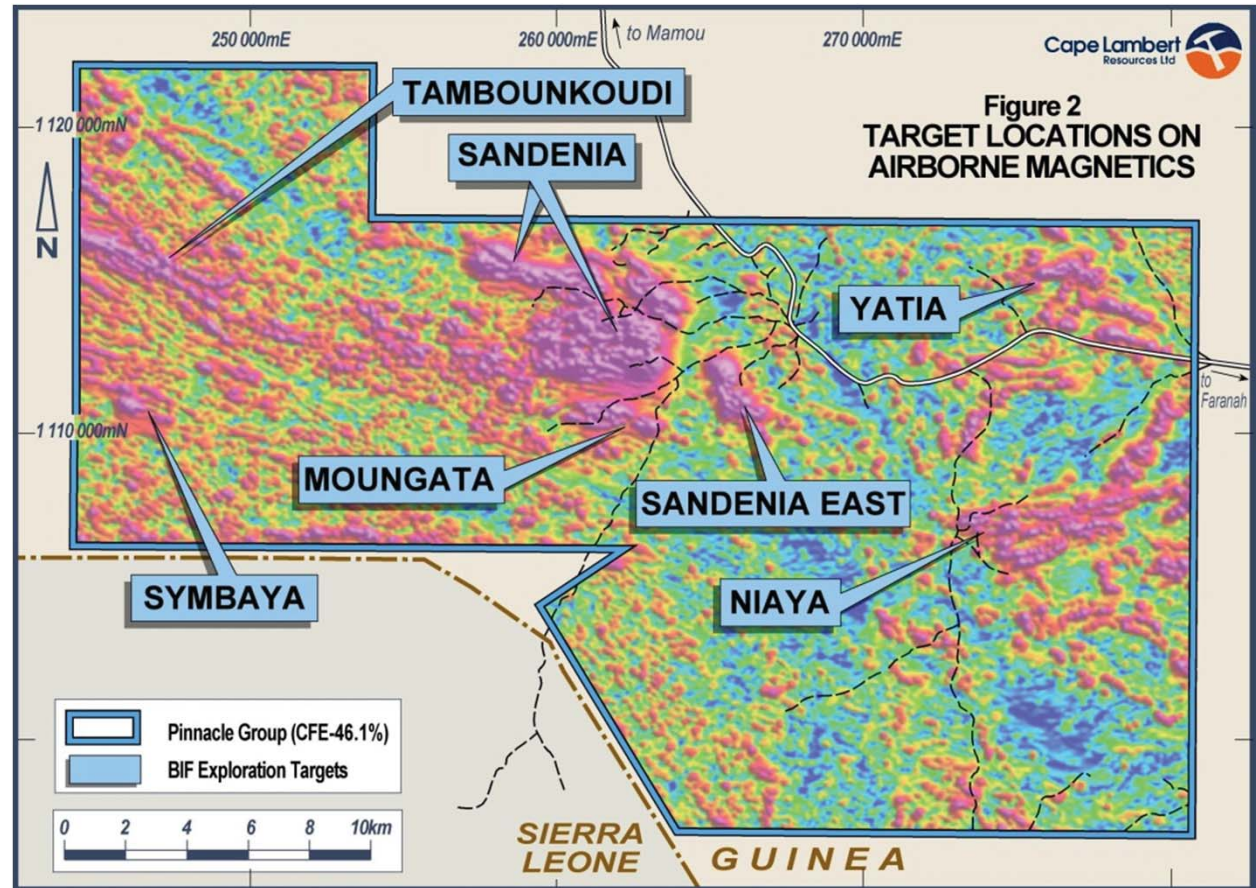 250 000mE
260 000mE
270 000mE
to Mamou
Cape Lambert
Resources Ltd
Figure 2
TARGET LOCATIONS ON
AIRBORNE MAGNETICS
1 120 000mN
TAMBOUNKOUDI
SANDENIA
N
YATIA
to
Faranah
1 110 000mN
MOUNGATA
SANDENIA EAST
SYMBAYA
NIAYA
Pinnacle Group (CFE-46.1%)
BIF Exploration Targets
0 2 4 6 8 10km
SIERRA
LEONE
GUINEA